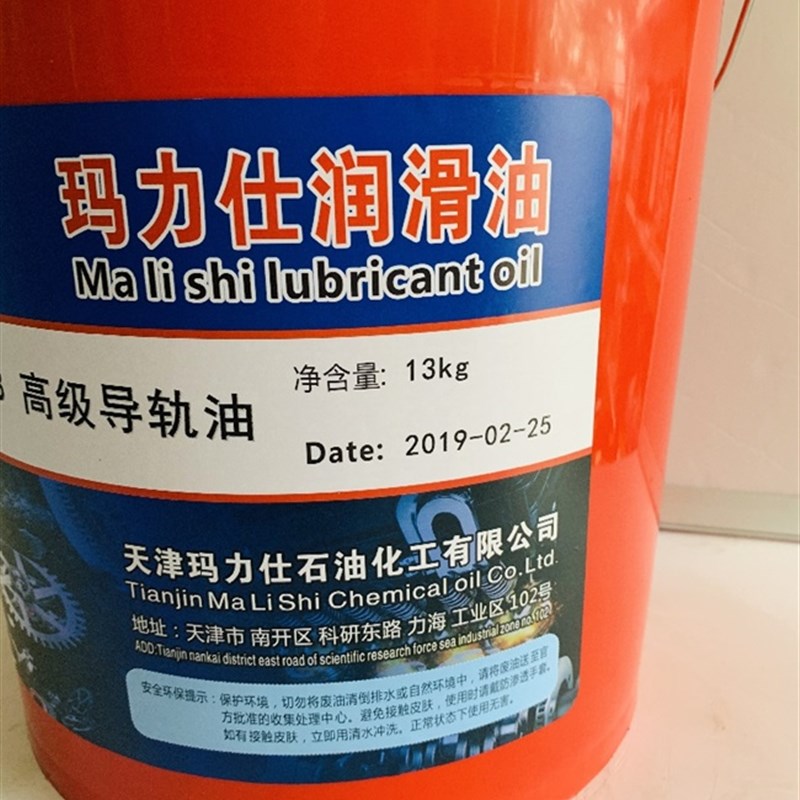 玛力仕润滑油
Ma li shi lubricant oil
高级导轨油
净含量: 13kg
Date: 2019-02-25
天津玛力仕石油化工有限公司
Tianjin Ma Li Shi Chemical oil Co.Ltd.
地址：天津市 南开区 科研东路 力海 工业区 102号
ADD:Tianjin nankai district east road of scientific research force sea industrial zone no.102
安全环保提示：保护环境，切勿将废油清倒排水或自然环境中，请将废油送至官
方批准的收集处理中心。避免接触皮肤，使用时请戴防渗透手套。
如有接触皮肤，立即用清水冲洗。正常状态下使用无害。